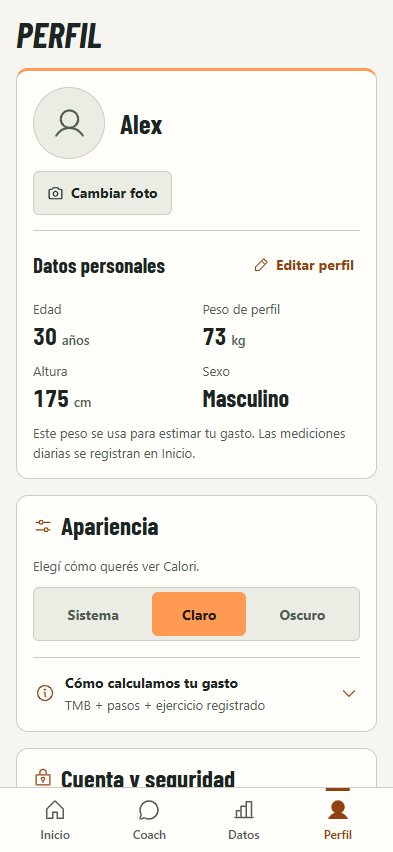 PERFIL
Alex
Cambiar foto
Datos personales
Editar perfil
Edad
Peso de perfil
30 años
73 kg
Altura
Sexo
175 cm
Masculino
Este peso se usa para estimar tu gasto. Las mediciones
diarias se registran en Inicio.
Apariencia
Elegí cómo querés ver Calori.
Sistema
Claro
Oscuro
Cómo calculamos tu gasto
TMB + pasos + ejercicio registrado
Cuenta y seguridad
Inicio
Coach
Datos
Perfil